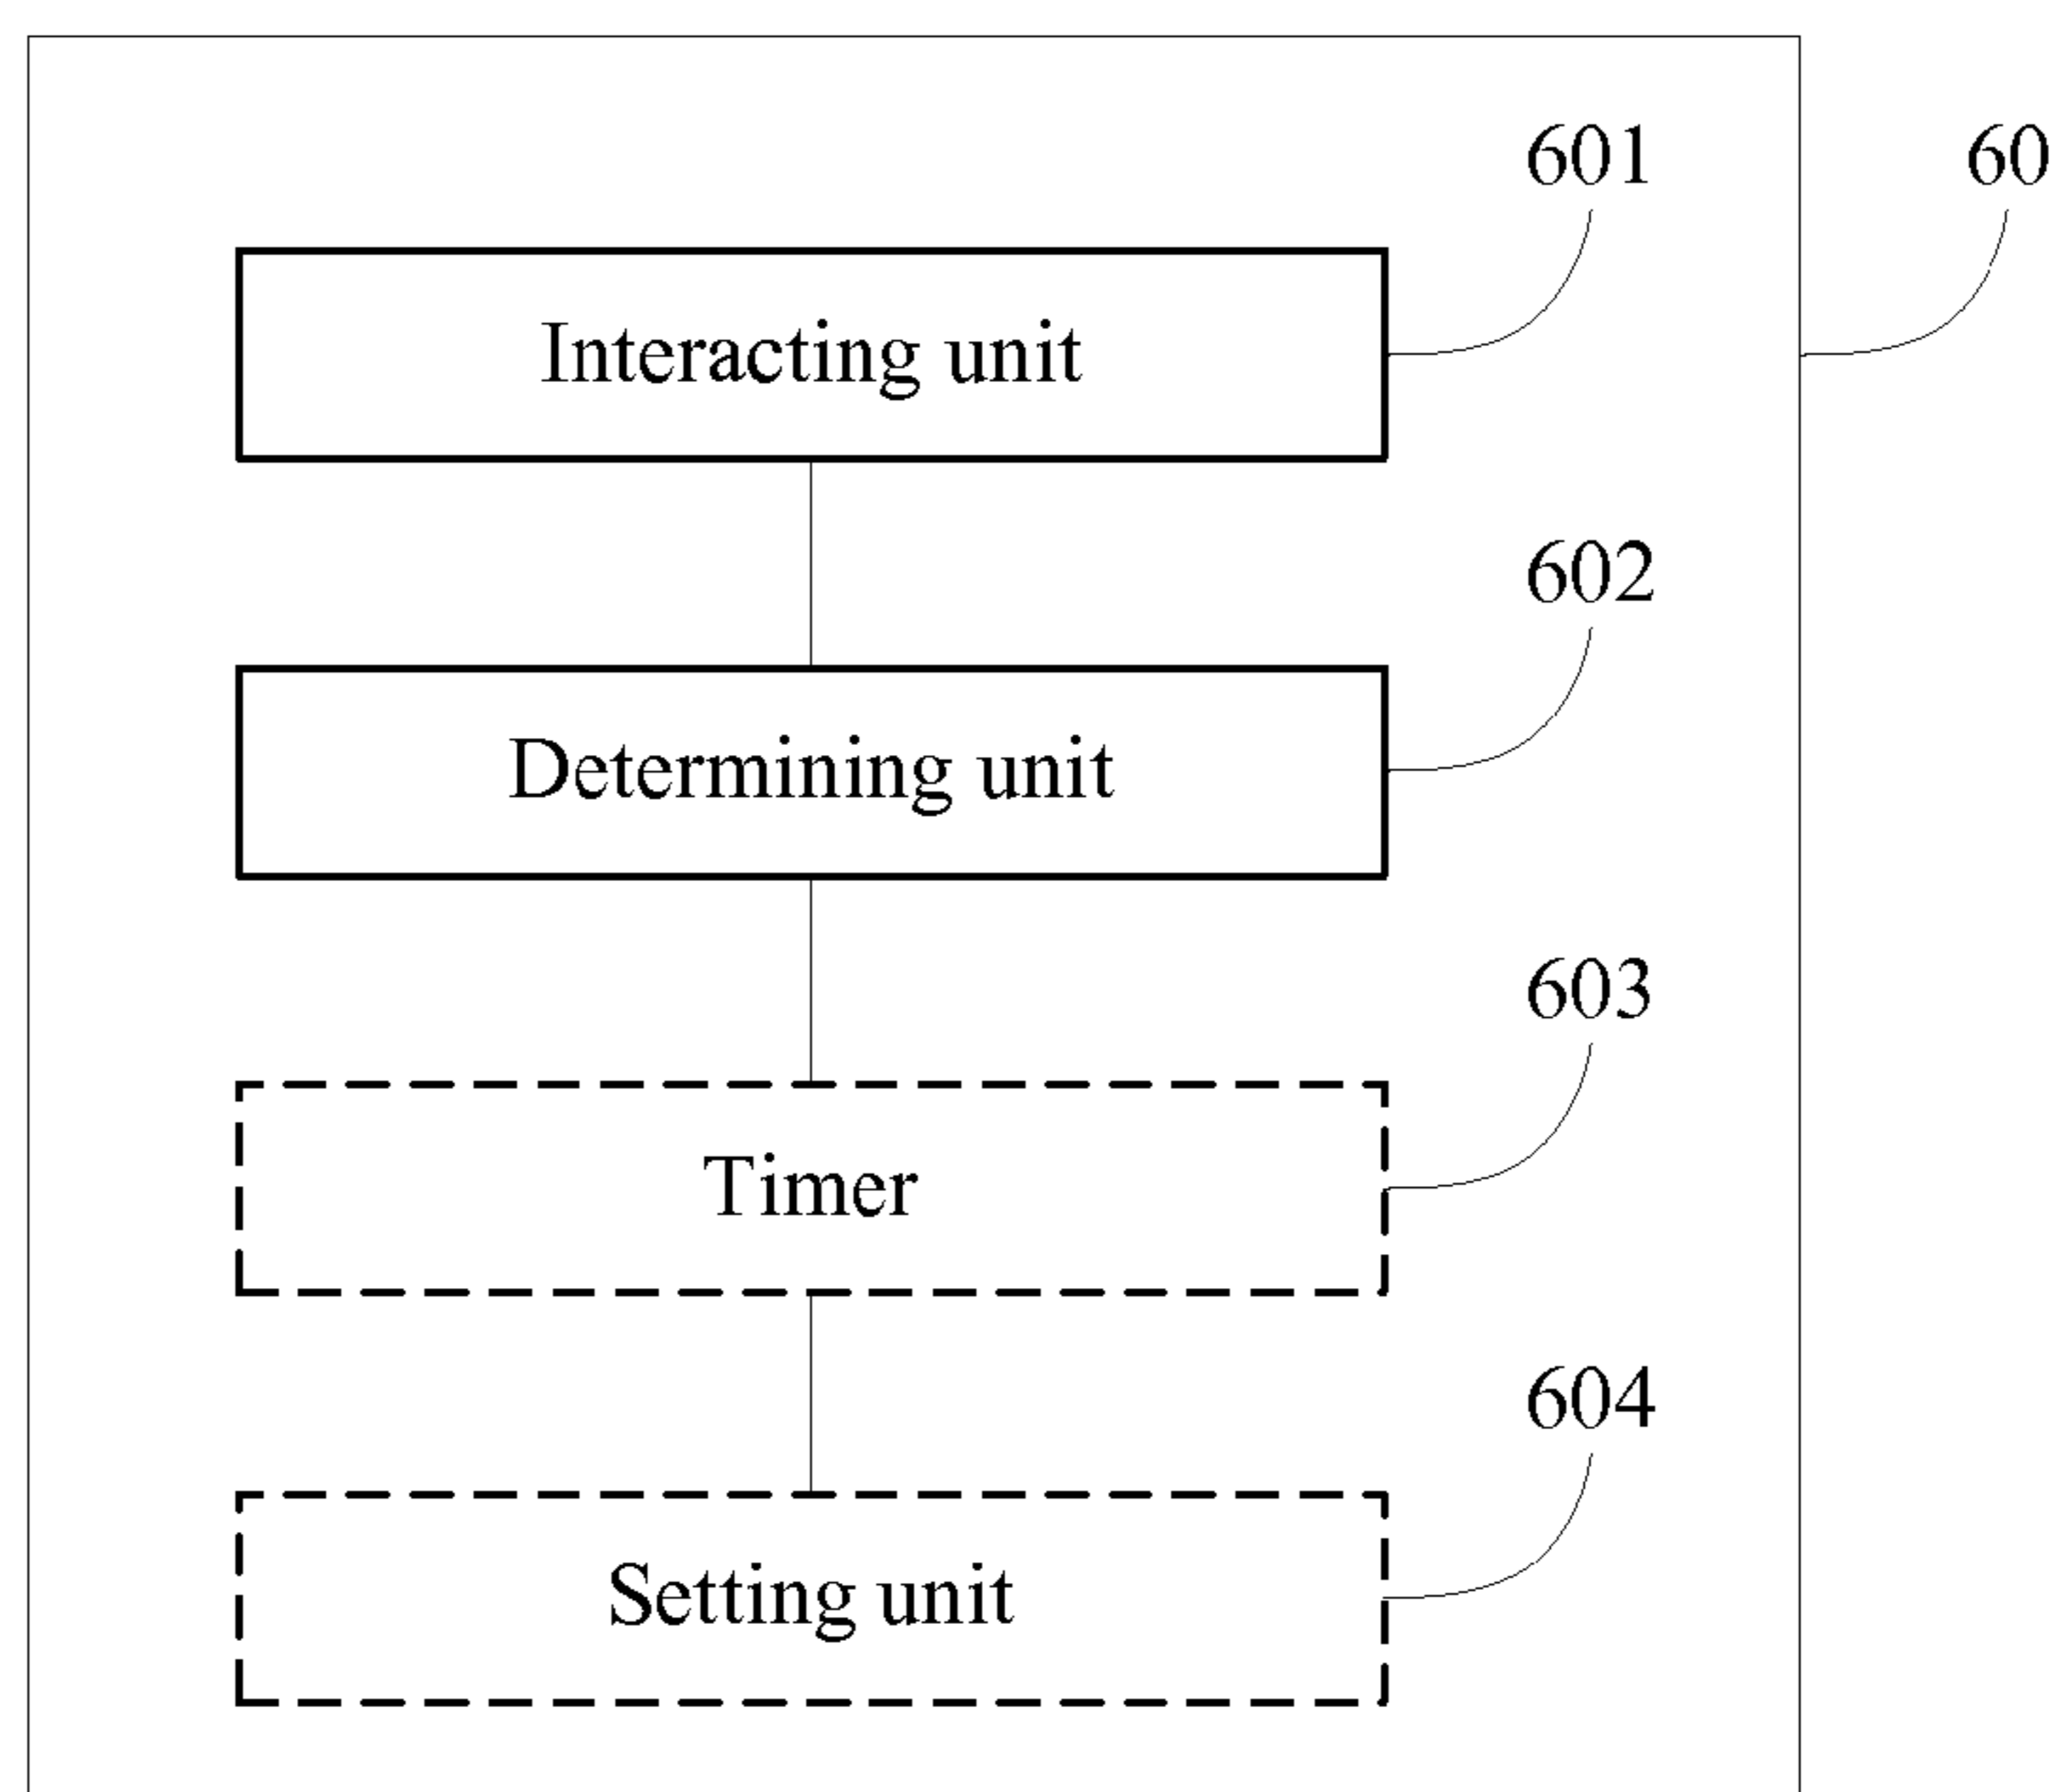 601
60
Interacting unit
602
Determining unit
603
Timer
604
Setting unit